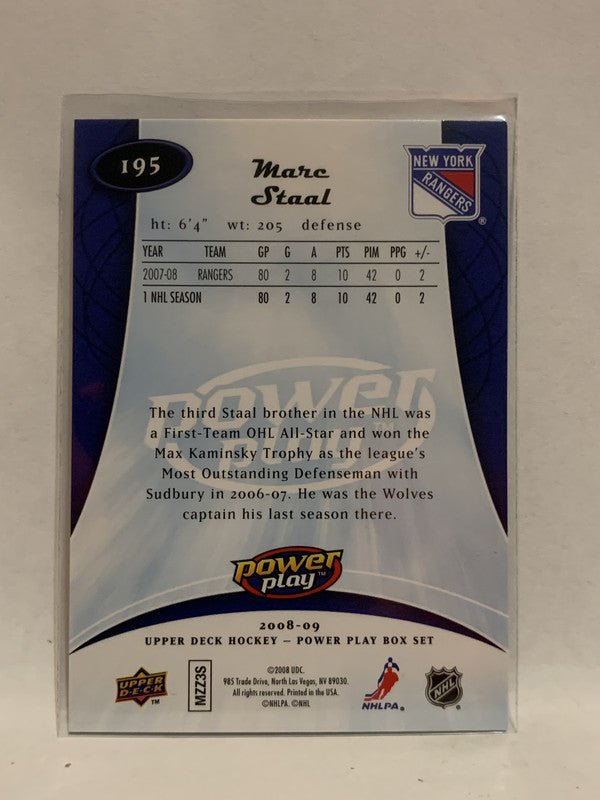 195
Marc
Staal
NEW YORK
RANGERS
®
ht: 6'4" wt: 205 defense
YEAR TEAM GP G A PTS PIM PPG +/-
2007-08 RANGERS 80 2 8 10 42 0 2
1 NHL SEASON 80 2 8 10 42 0 2
Power
Play™
The third Staal brother in the NHL was
a First-Team OHL All-Star and won the
Max Kaminsky Trophy as the league's
Most Outstanding Defenseman with
Sudbury in 2006-07. He was the Wolves
captain his last season there.
power
play™
2008-09
UPPER DECK HOCKEY – POWER PLAY BOX SET
UPPER
D·E·C·K
™
MZZ3S
©2008 UDC.
985 Trade Drive, North Las Vegas, NV 89030.
All rights reserved. Printed in the USA.
©NHLPA. ©NHL
NHLPA.
NHL
®